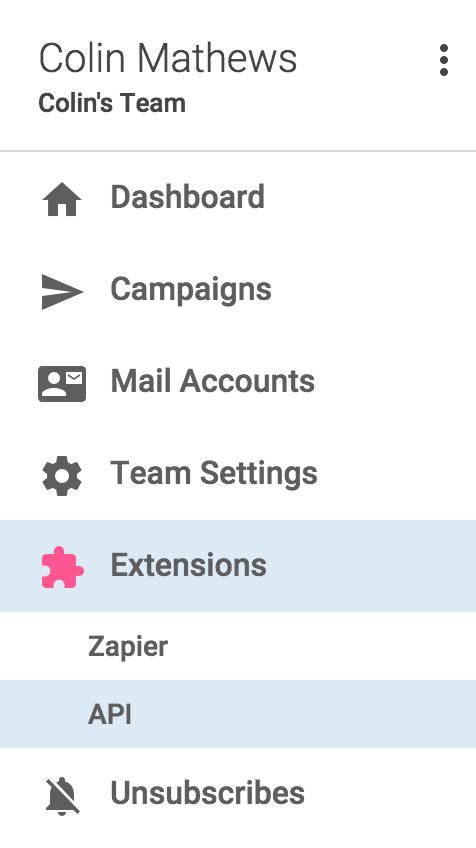 Colin Mathews
Colin's Team
Dashboard
Campaigns
Mail Accounts
Team Settings
Extensions
Zapier
API
Unsubscribes